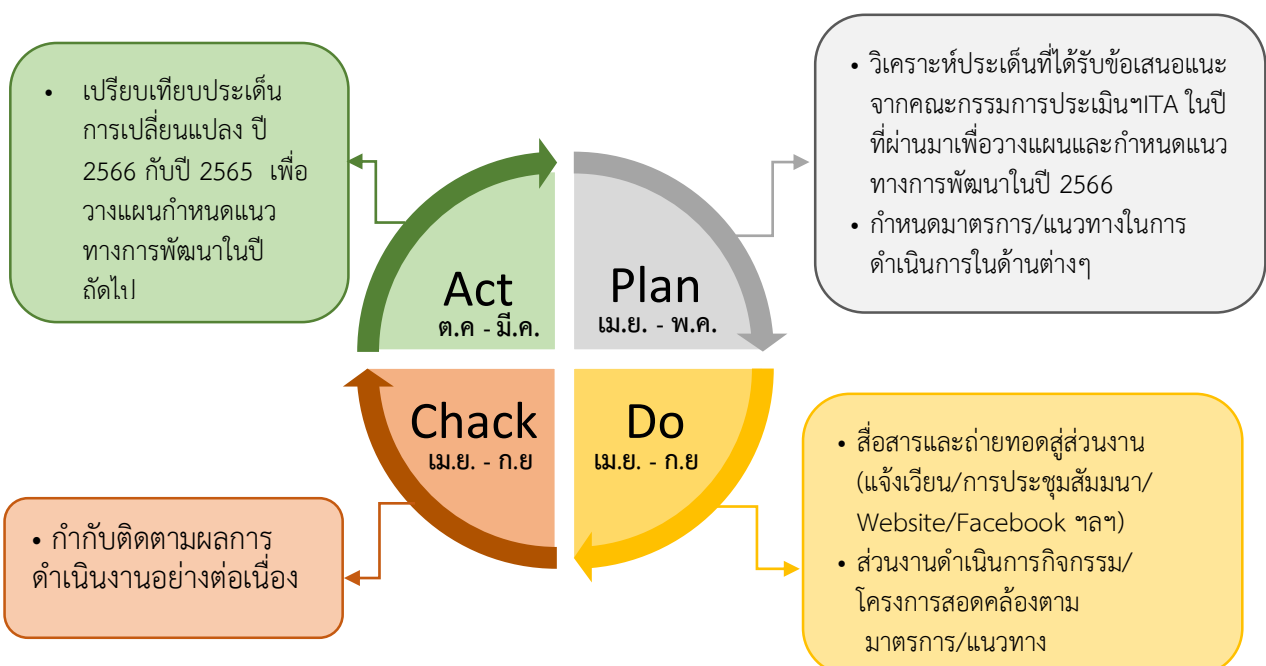 • เปรียบเทียบประเด็น
การเปลี่ยนแปลง ปี
2566 กับปี 2565 เพื่อ
วางแผนกำหนดแนว
ทางการพัฒนาในปี
ถัดไป
• วิเคราะห์ประเด็นที่ได้รับข้อเสนอแนะ
จากคณะกรรมการประเมินฯITA ในปี
ที่ผ่านมาเพื่อวางแผนและกำหนดแนว
ทางการพัฒนาในปี 2566
• กำหนดมาตรการ/แนวทางในการ
ดำเนินการในด้านต่างๆ
Act
ต.ค - มี.ค.
Plan
เม.ย. - พ.ค.
Chack
เม.ย. - ก.ย
Do
เม.ย. - ก.ย
• กำกับติดตามผลการ
ดำเนินงานอย่างต่อเนื่อง
• สื่อสารและถ่ายทอดสู่ส่วนงาน
(แจ้งเวียน/การประชุมสัมมนา/
Website/Facebook ฯลฯ)
• ส่วนงานดำเนินการกิจกรรม/
โครงการสอดคล้องตาม
มาตรการ/แนวทาง